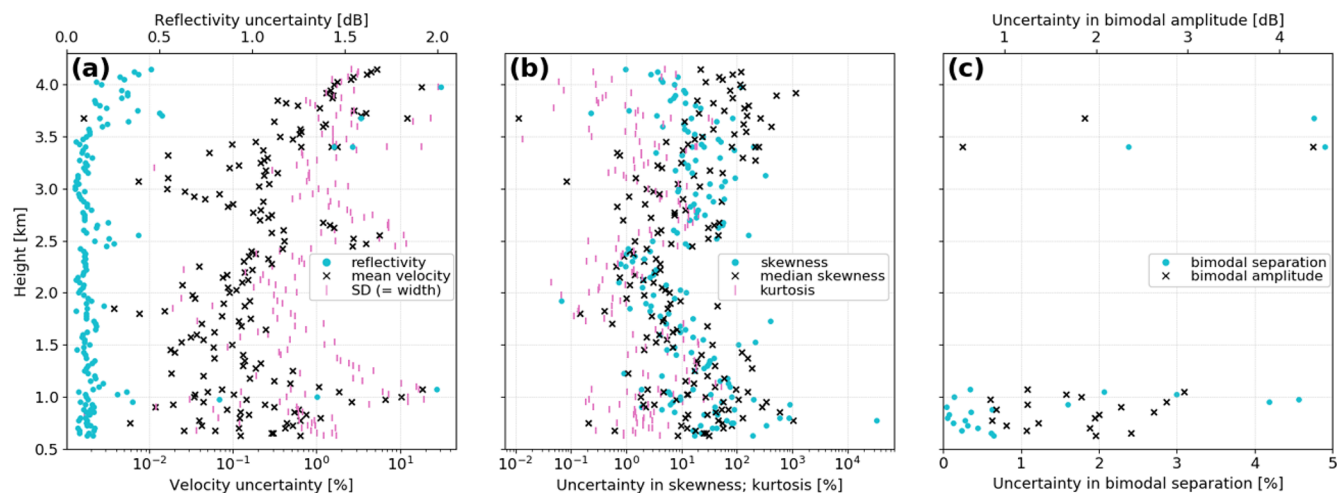 Reflectivity uncertainty [dB]
0.0 0.5 1.0 1.5 2.0
(a)
4.0
3.5
3.0
2.5
2.0
1.5
1.0
0.5
Height [km]
reflectivity
mean velocity
SD (= width)
10⁻² 10⁻¹ 10⁰ 10¹
Velocity uncertainty [%]
(b)
skewness
median skewness
kurtosis
10⁻² 10⁻¹ 10⁰ 10¹ 10² 10³ 10⁴
Uncertainty in skewness; kurtosis [%]
Uncertainty in bimodal amplitude [dB]
1 2 3 4
(c)
bimodal separation
bimodal amplitude
0 1 2 3 4 5
Uncertainty in bimodal separation [%]